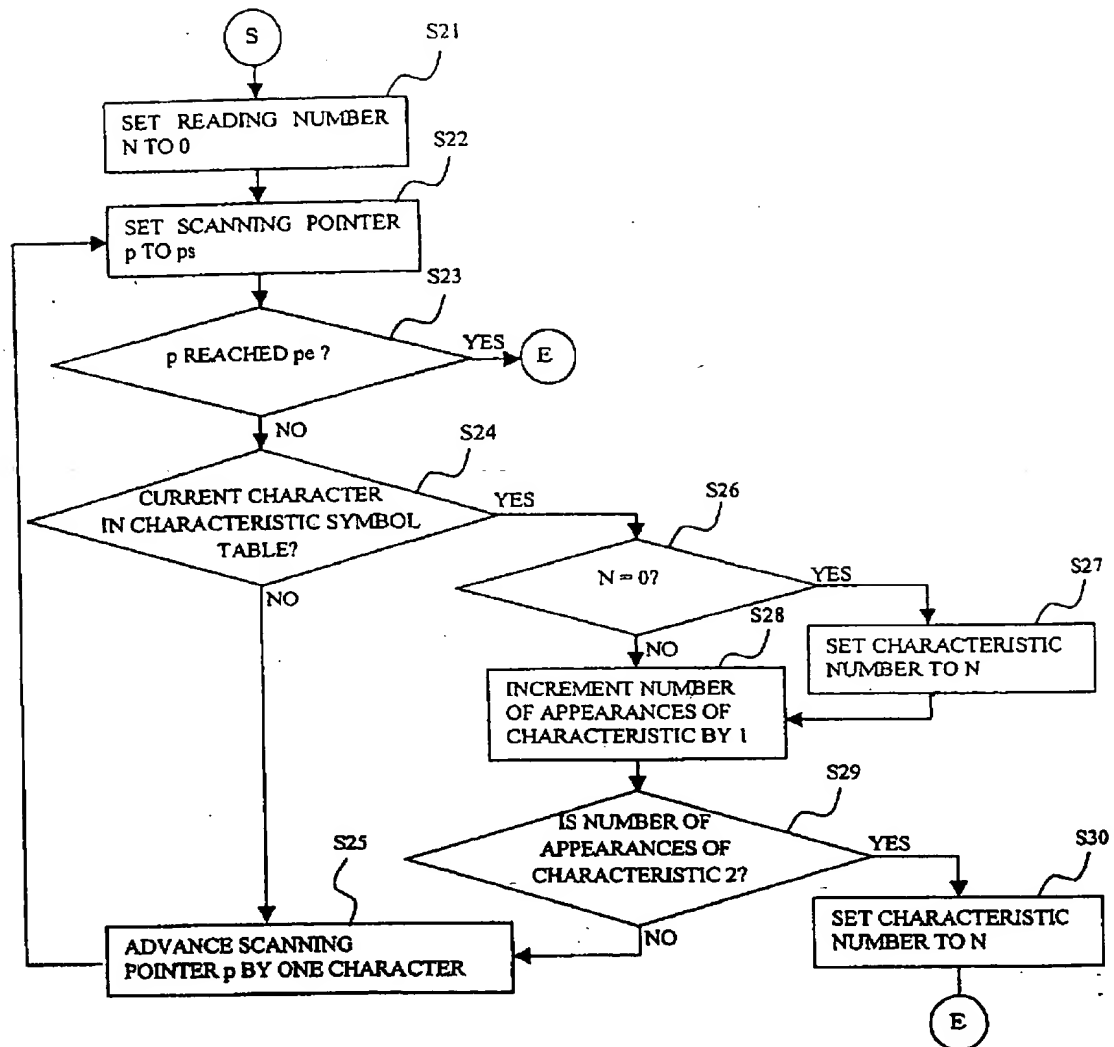 S
S21
SET READING NUMBER
N TO 0
S22
SET SCANNING POINTER
p TO ps
S23
p REACHED pe ?
YES
E
NO
S24
CURRENT CHARACTER
IN CHARACTERISTIC SYMBOL
TABLE?
YES
NO
S26
N = 0?
YES
NO
S27
SET CHARACTERISTIC
NUMBER TO N
S28
INCREMENT NUMBER
OF APPEARANCES OF
CHARACTERISTIC BY 1
S29
IS NUMBER OF
APPEARANCES OF
CHARACTERISTIC 2?
YES
NO
S30
SET CHARACTERISTIC
NUMBER TO N
E
S25
ADVANCE SCANNING
POINTER p BY ONE CHARACTER